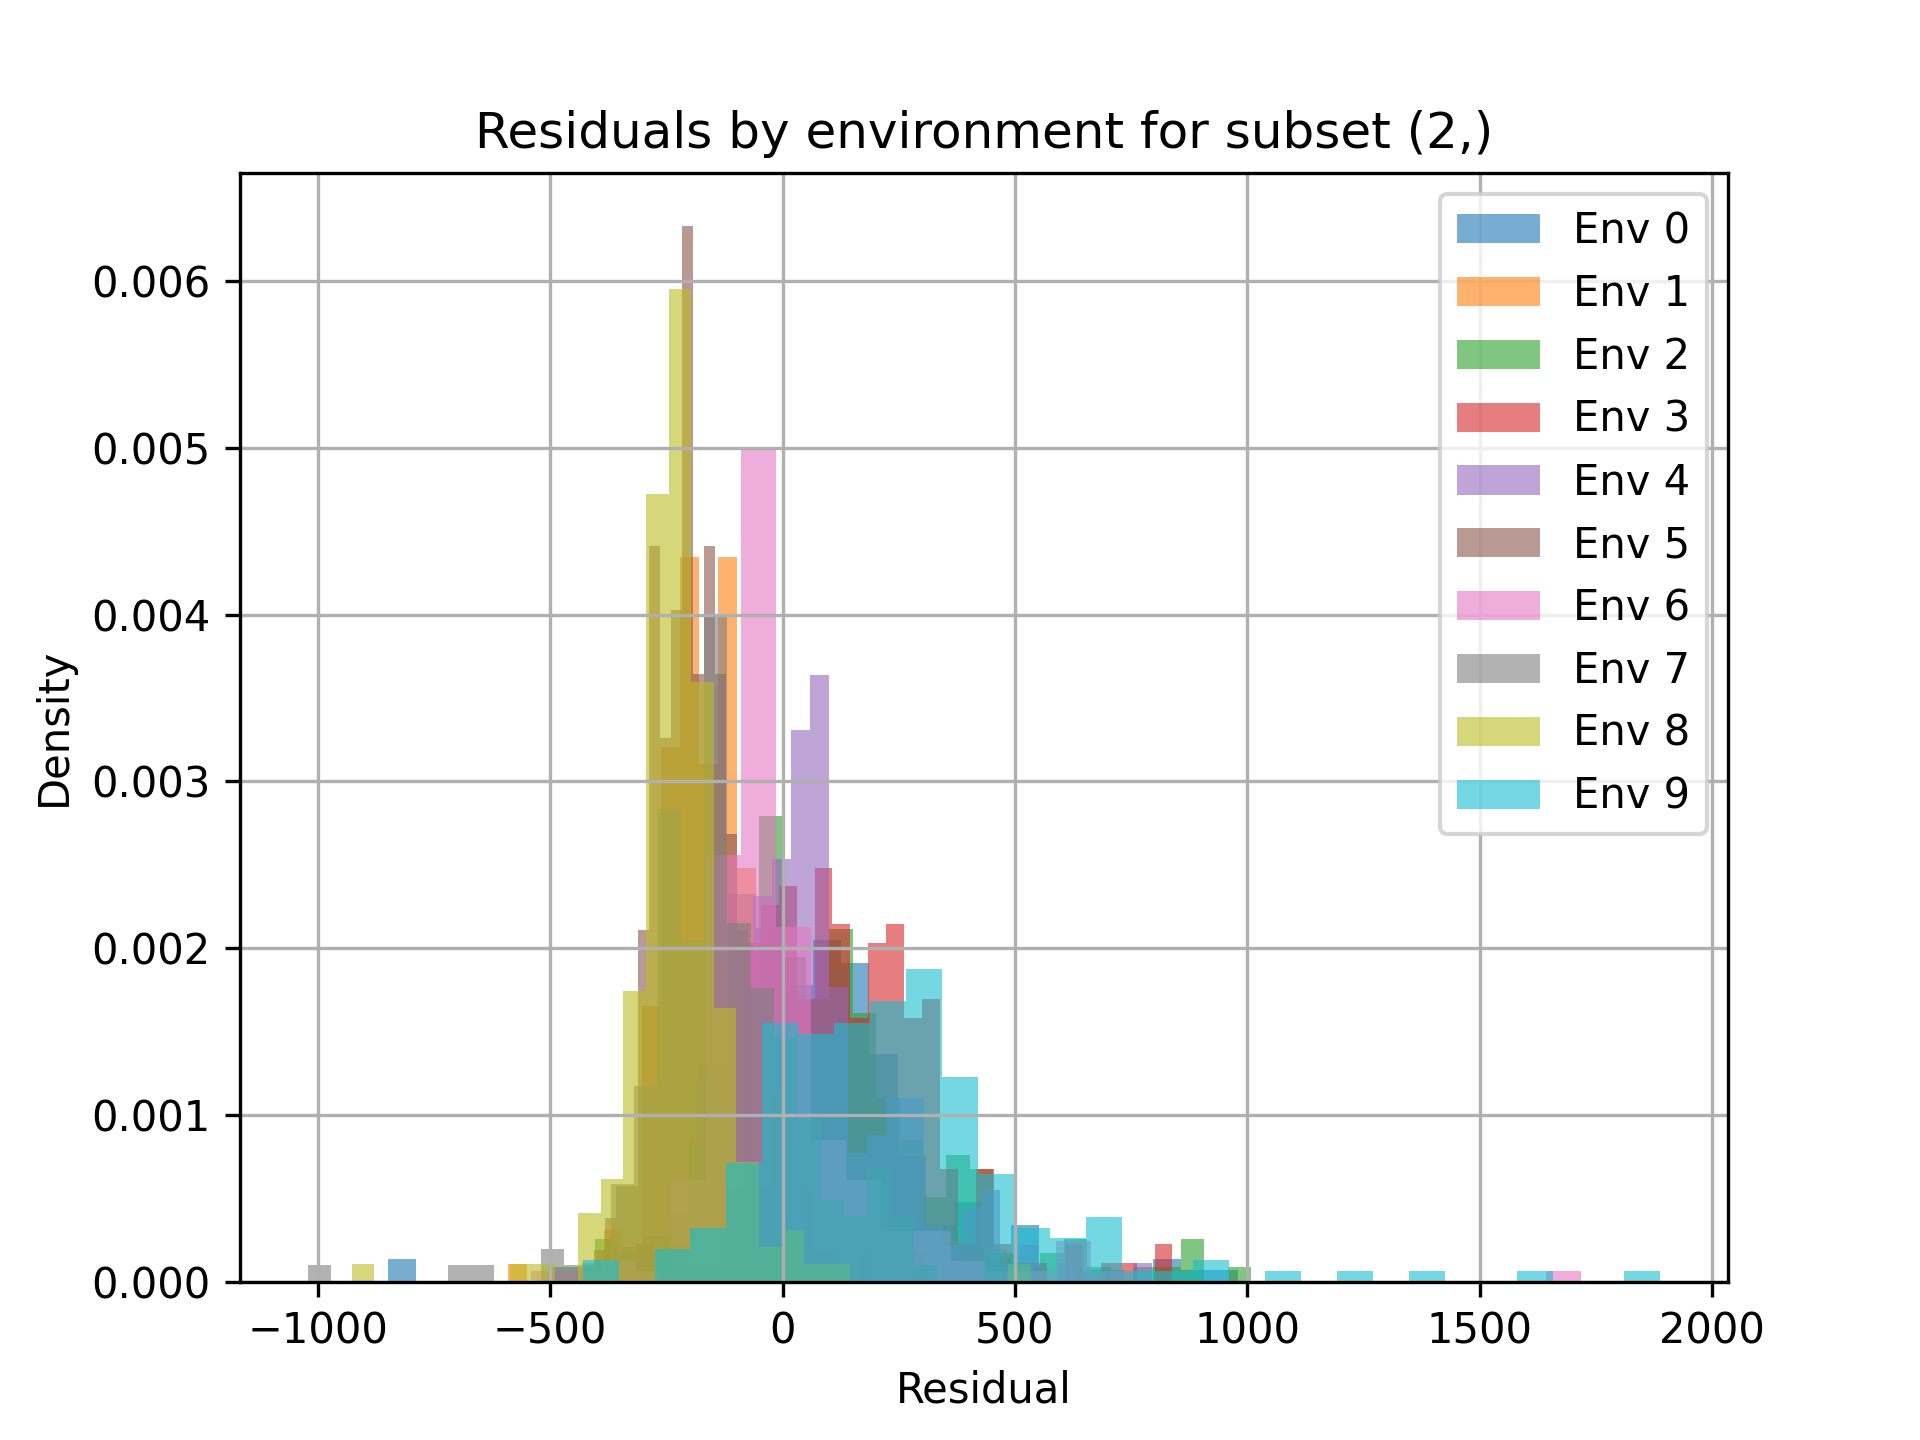 Residuals by environment for subset (2,)
Env 0
Env 1
Env 2
Env 3
Env 4
Env 5
Env 6
Env 7
Env 8
Env 9
Density
0.006
0.005
0.004
0.003
0.002
0.001
0.000
−1000 −500 0 500 1000 1500 2000
Residual